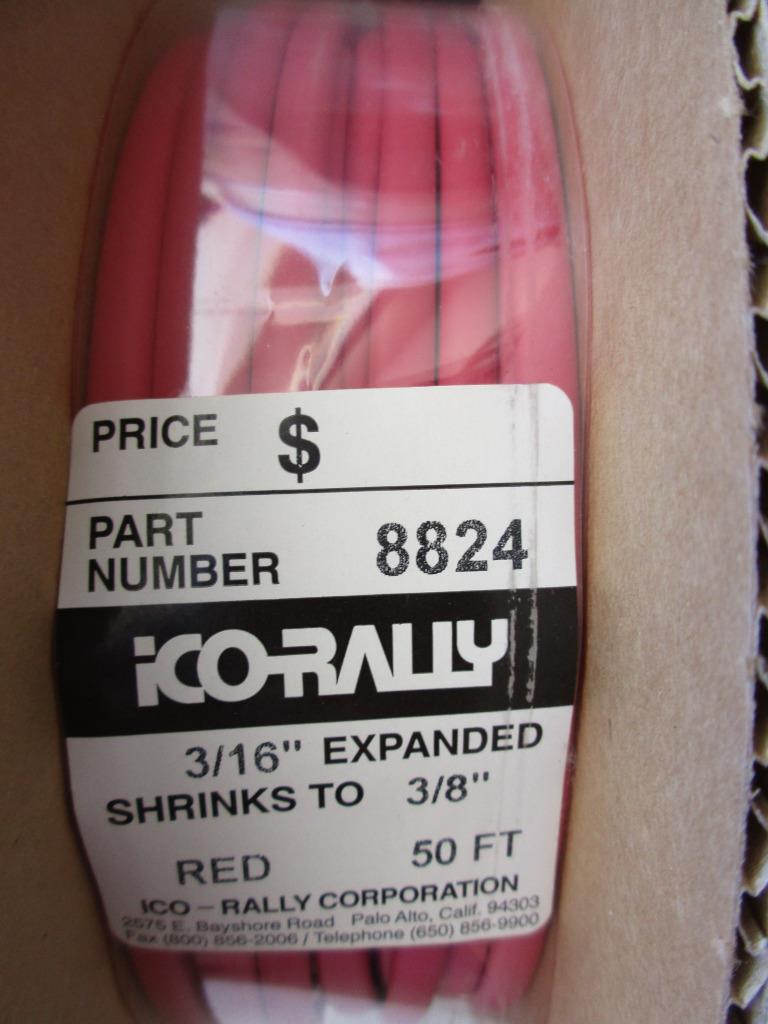 PRICE $
PART
NUMBER 8824
ICO-RALLY
3/16" EXPANDED
SHRINKS TO 3/8"
RED 50 FT
ICO – RALLY CORPORATION
2575 E. Bayshore Road Palo Alto, Calif. 94303
Fax (800) 856-2006 / Telephone (650) 856-9900